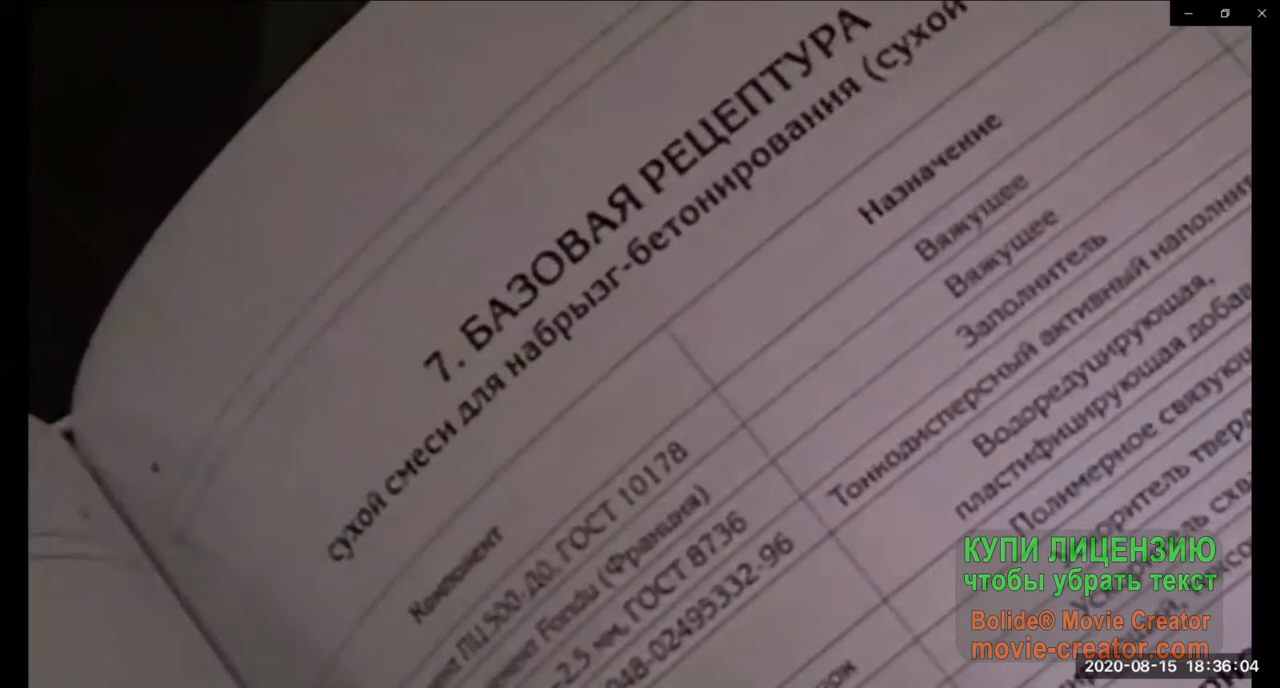 7. БАЗОВАЯ РЕЦЕПТУРА
сухой смеси для набрызг-бетонирования (сухой
Компонент
Назначение
ПЦ 500-Д0, ГОСТ 10178
Вяжущее
Fondu (Франция)
Вяжущее
-2.5 мм, ГОСТ 8736
Заполнитель
048-02495332-96
Тонкодисперсный активный наполнит
Водоредуцирующая,
пластифицирующая добав
Полимерное связующ
КУПИ ЛИЦЕНЗИЮ
чтобы убрать текст
Bolide® Movie Creator
movie-creator.com
2020-08-15 18:36:04